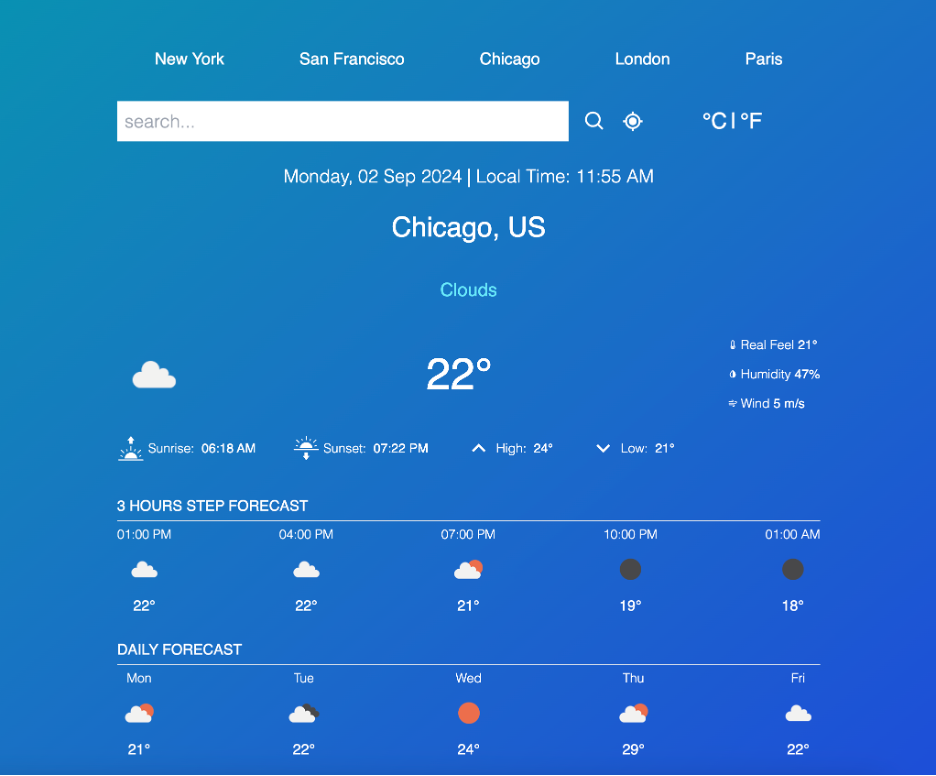 New York San Francisco Chicago London Paris
search... °C | °F
Monday, 02 Sep 2024 | Local Time: 11:55 AM
Chicago, US
Clouds
Real Feel 21°
22°
Humidity 47%
Wind 5 m/s
Sunrise: 06:18 AM Sunset: 07:22 PM High: 24° Low: 21°
3 HOURS STEP FORECAST
01:00 PM 04:00 PM 07:00 PM 10:00 PM 01:00 AM
22° 22° 21° 19° 18°
DAILY FORECAST
Mon Tue Wed Thu Fri
21° 22° 24° 29° 22°